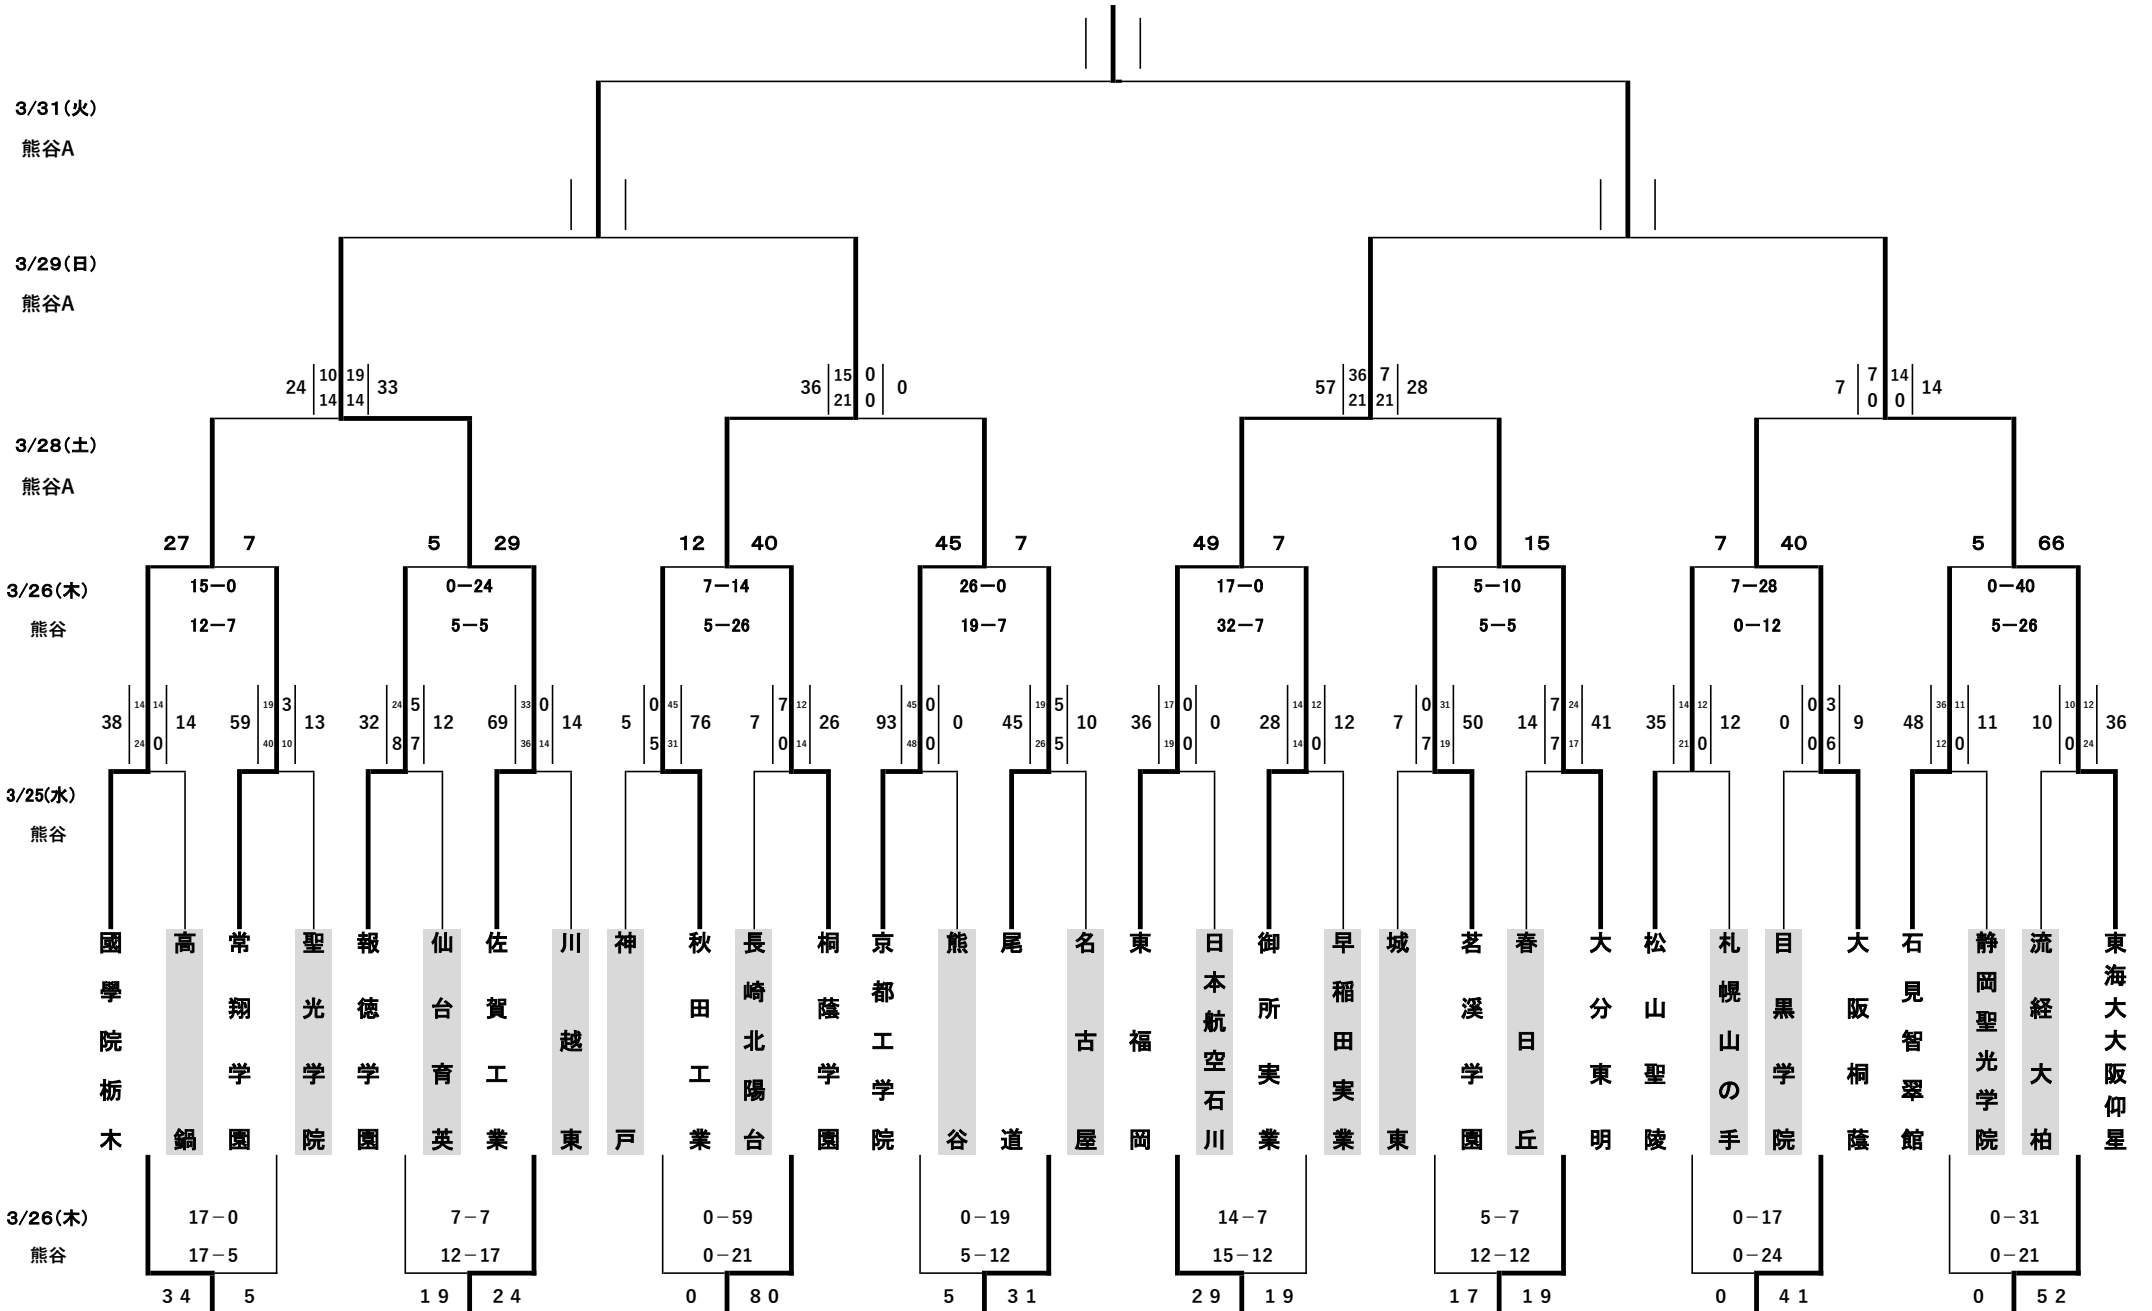 3/31(火)
熊谷A
3/29(日)
熊谷A
24 10 19 33 36 15 0 0 57 36 7 28 7 7 14 14
14 14 21 0 21 21 0 0
3/28(土)
熊谷A
27 7 5 29 12 40 45 7 49 7 10 15 7 40 5 66
3/26(木) 15－0 0－24 7－14 26－0 17－0 5－10 7－28 0－40
熊谷 12－7 5－5 5－26 19－7 32－7 5－5 0－12 5－26
14 14 19 3 24 5 33 0 0 45 7 12 45 0 19 5 17 0 14 12 0 31 7 24 14 12 0 3 36 11 10 12
38 14 59 13 32 12 69 14 5 76 7 26 93 0 45 10 36 0 28 12 7 50 14 41 35 12 0 9 48 11 10 36
24 0 40 10 8 7 36 14 5 31 0 14 48 0 26 5 19 0 14 0 7 19 7 17 21 0 0 6 12 0 0 24
3/25(水)
熊谷
國學院栃木
高鍋
常翔学園
聖光学院
報徳学園
仙台育英
佐賀工業
川越東
神戸
秋田工業
長崎北陽台
桐蔭学園
京都工学院
熊谷
尾道
名古屋
東福岡
日本航空石川
御所実業
早稲田実業
城東
茗溪学園
春日丘
大分東明
松山聖陵
札幌山の手
目黒学院
大阪桐蔭
石見智翠館
静岡聖光学院
流経大柏
東海大大阪仰星
3/26(木) 17－0 7－7 0－59 0－19 14－7 5－7 0－17 0－31
熊谷 17－5 12－17 0－21 5－12 15－12 12－12 0－24 0－21
34 5 19 24 0 80 5 31 29 19 17 19 0 41 0 52